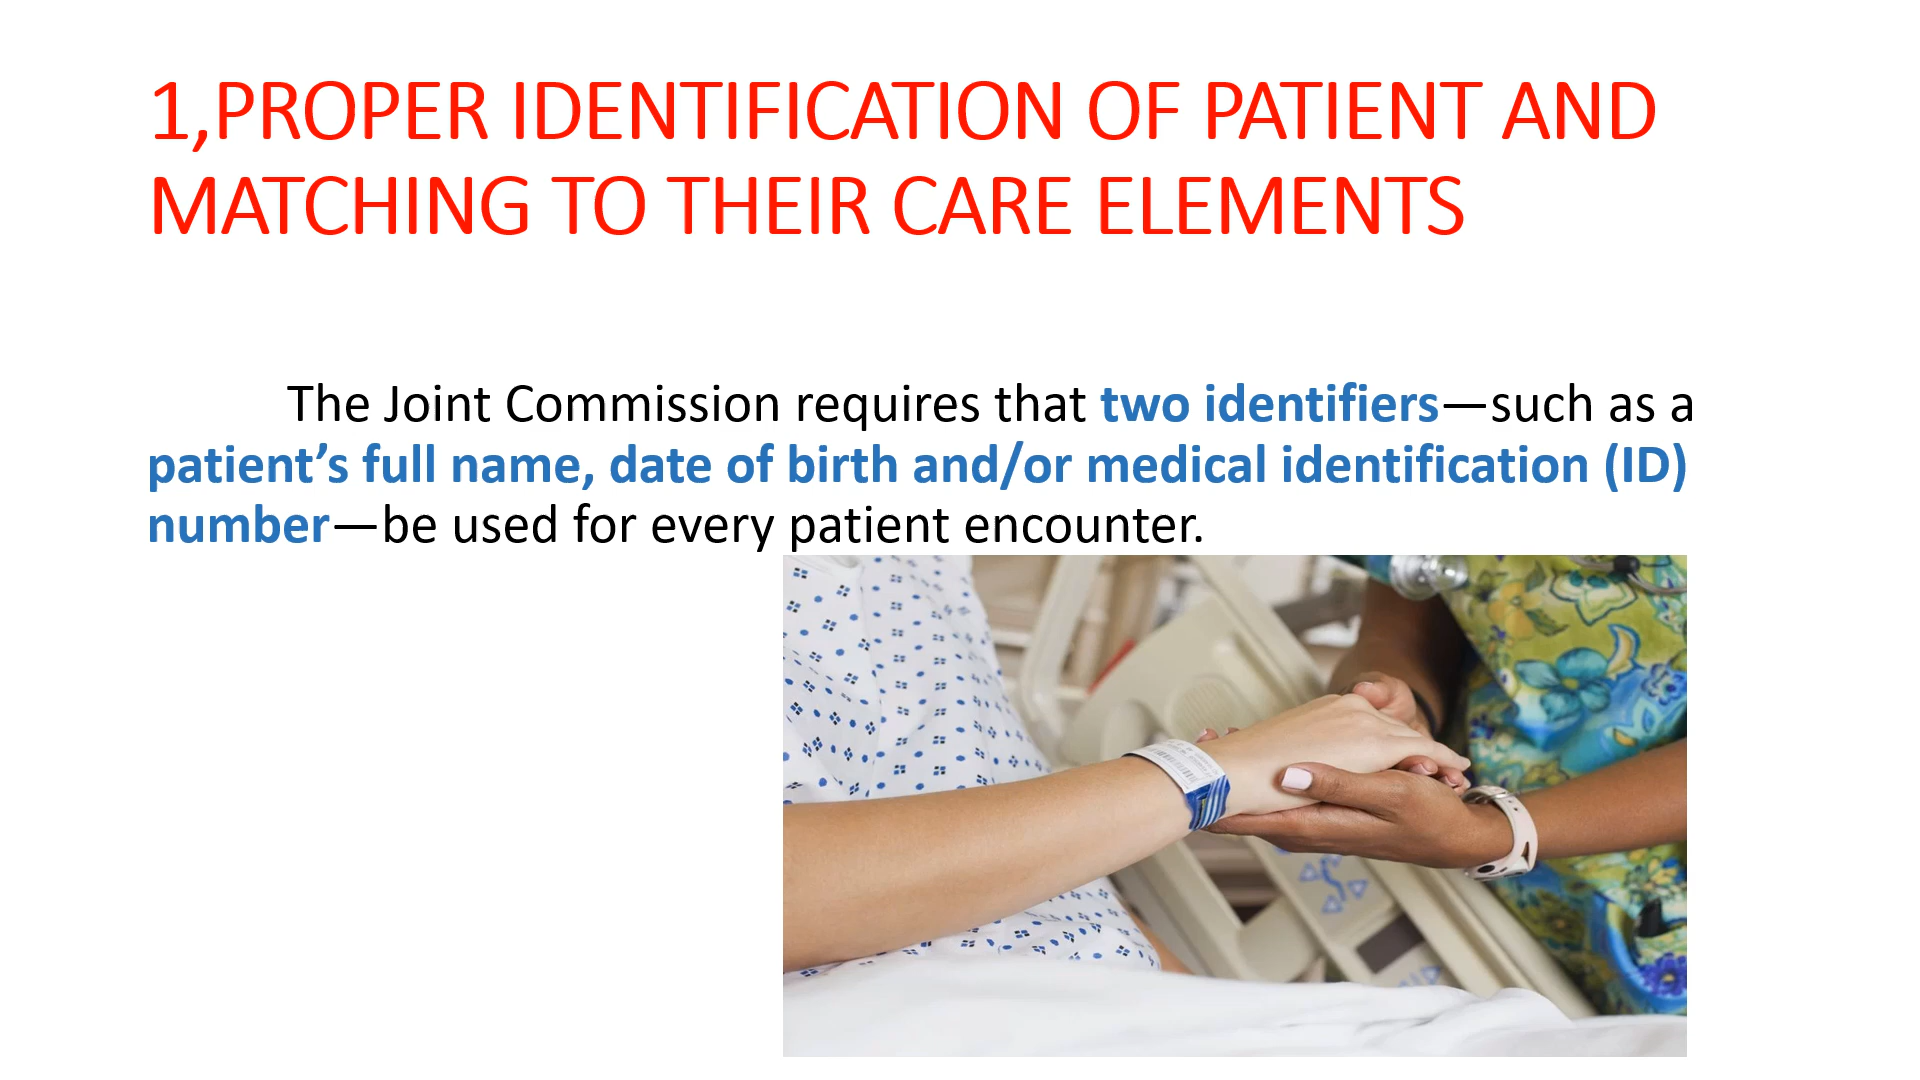 1,PROPER IDENTIFICATION OF PATIENT AND
MATCHING TO THEIR CARE ELEMENTS
The Joint Commission requires that two identifiers—such as a
patient’s full name, date of birth and/or medical identification (ID)
number—be used for every patient encounter.